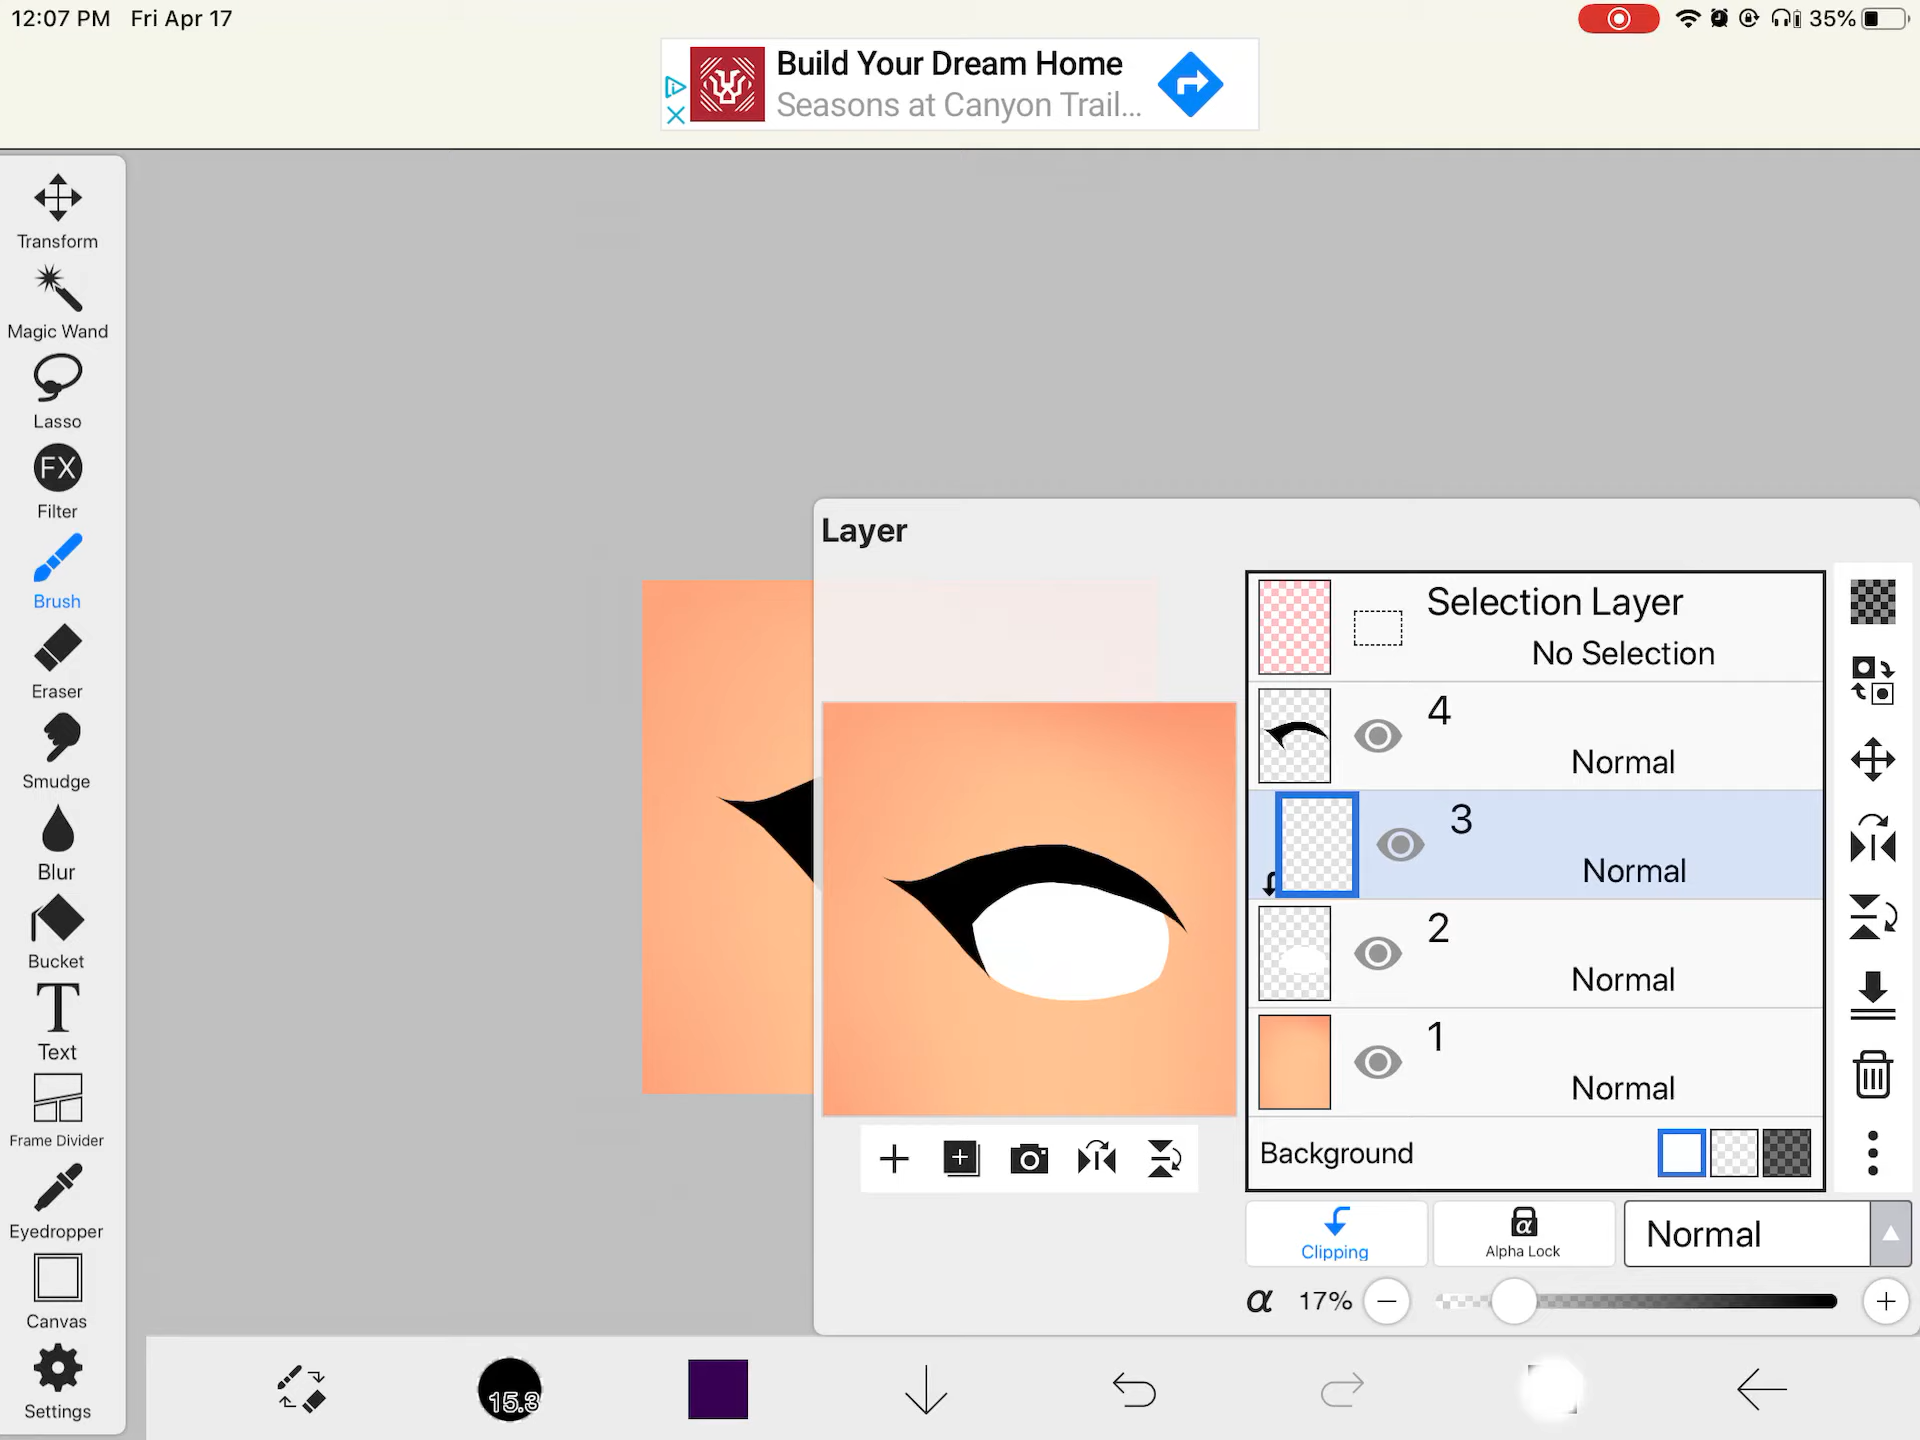 12:07 PM Fri Apr 17
35%
Build Your Dream Home
Seasons at Canyon Trail...
Transform
Magic Wand
Lasso
FX
Filter
Brush
Eraser
Smudge
Blur
Bucket
T
Text
Frame Divider
Eyedropper
Canvas
Settings
Layer
Selection Layer
No Selection
4
Normal
3
Normal
2
Normal
1
Normal
Background
Clipping
α
Alpha Lock
Normal
α 17%
15.3